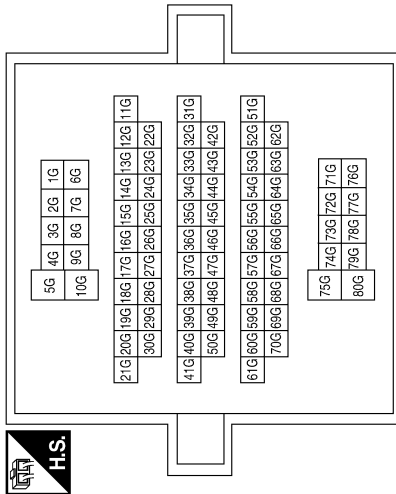 5G 4G 3G 2G 1G
10G 9G 8G 7G 6G
21G 20G 19G 18G 17G 16G 15G 14G 13G 12G 11G
30G 29G 28G 27G 26G 25G 24G 23G 22G
41G 40G 39G 38G 37G 36G 35G 34G 33G 32G 31G
50G 49G 48G 47G 46G 45G 44G 43G 42G
61G 60G 59G 58G 57G 56G 55G 54G 53G 52G 51G
70G 69G 68G 67G 66G 65G 64G 63G 62G
75G 74G 73G 72G 71G
80G 79G 78G 77G 76G
H.S.